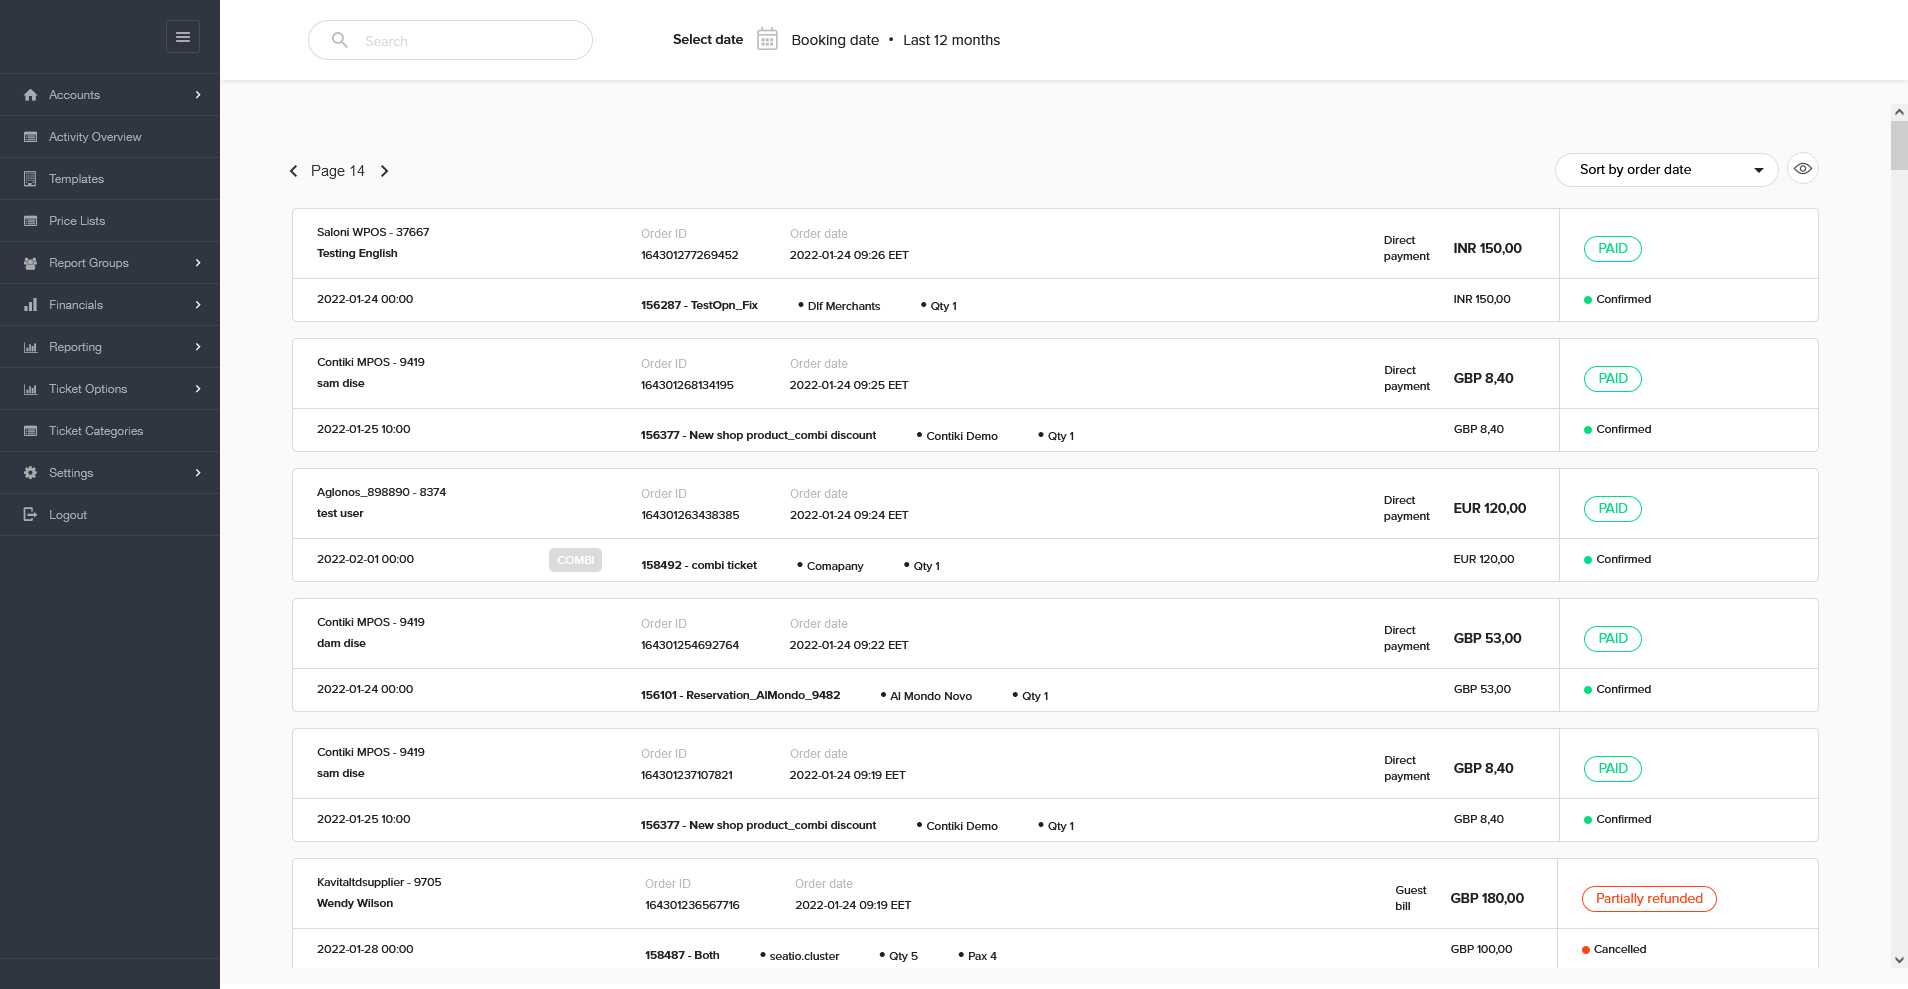 Search
Select date Booking date • Last 12 months
Accounts
Activity Overview
Templates
Price Lists
Report Groups
Financials
Reporting
Ticket Options
Ticket Categories
Settings
Logout
Page 14
Sort by order date
Saloni WPOS - 37667
Testing English
Order ID
164301277269452
Order date
2022-01-24 09:26 EET
Direct
payment
INR 150,00
PAID
2022-01-24 00:00
156287 - TestOpn_Fix • Dlf Merchants • Qty 1
INR 150,00
Confirmed
Contiki MPOS - 9419
sam dise
Order ID
164301268134195
Order date
2022-01-24 09:25 EET
Direct
payment
GBP 8,40
PAID
2022-01-25 10:00
156377 - New shop product_combi discount • Contiki Demo • Qty 1
GBP 8,40
Confirmed
Aglonos_898890 - 8374
test user
Order ID
164301263438385
Order date
2022-01-24 09:24 EET
Direct
payment
EUR 120,00
PAID
2022-02-01 00:00
COMBI
158492 - combi ticket • Comapany • Qty 1
EUR 120,00
Confirmed
Contiki MPOS - 9419
dam dise
Order ID
164301254692764
Order date
2022-01-24 09:22 EET
Direct
payment
GBP 53,00
PAID
2022-01-24 00:00
156101 - Reservation_AlMondo_9482 • Al Mondo Novo • Qty 1
GBP 53,00
Confirmed
Contiki MPOS - 9419
sam dise
Order ID
164301237107821
Order date
2022-01-24 09:19 EET
Direct
payment
GBP 8,40
PAID
2022-01-25 10:00
156377 - New shop product_combi discount • Contiki Demo • Qty 1
GBP 8,40
Confirmed
Kavitaltdsupplier - 9705
Wendy Wilson
Order ID
164301236567716
Order date
2022-01-24 09:19 EET
Guest
bill
GBP 180,00
Partially refunded
2022-01-28 00:00
158487 - Both • seatio.cluster • Qty 5 • Pax 4
GBP 100,00
Cancelled